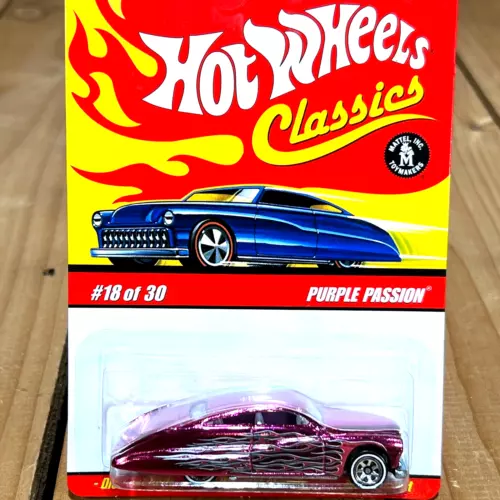 Hot Wheels
Classics
MATTEL, INC.
M
TOYMAKERS
#18 of 30
PURPLE PASSION®